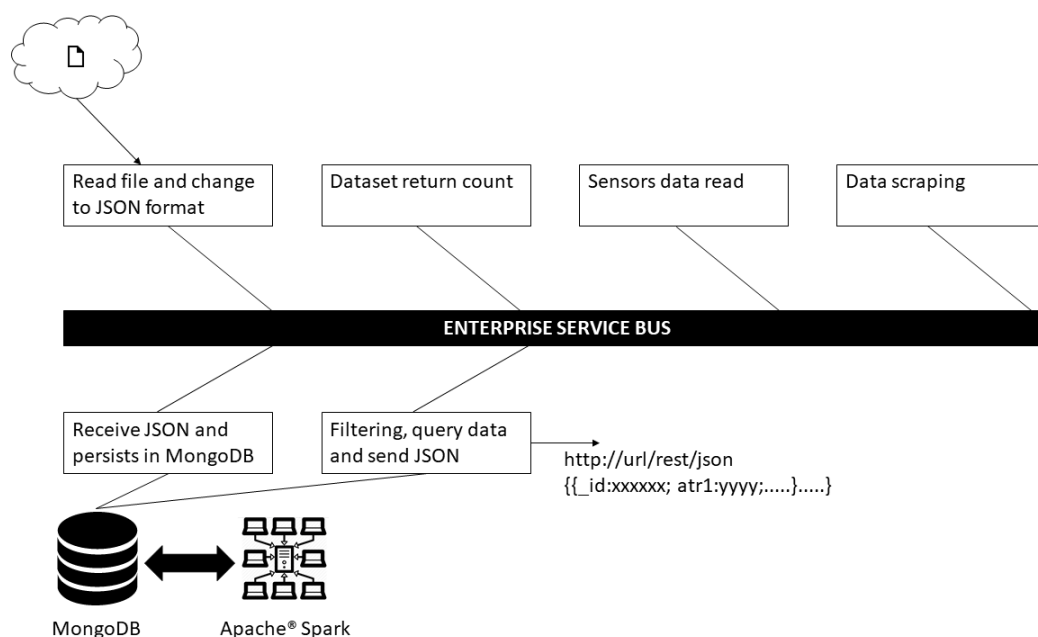 Read file and change
to JSON format
Dataset return count
Sensors data read
Data scraping
ENTERPRISE SERVICE BUS
Receive JSON and
persists in MongoDB
Filtering, query data
and send JSON
http://url/rest/json
{{_id:xxxxxx; atr1:yyyy;.....}.....}
MongoDB
Apache® Spark